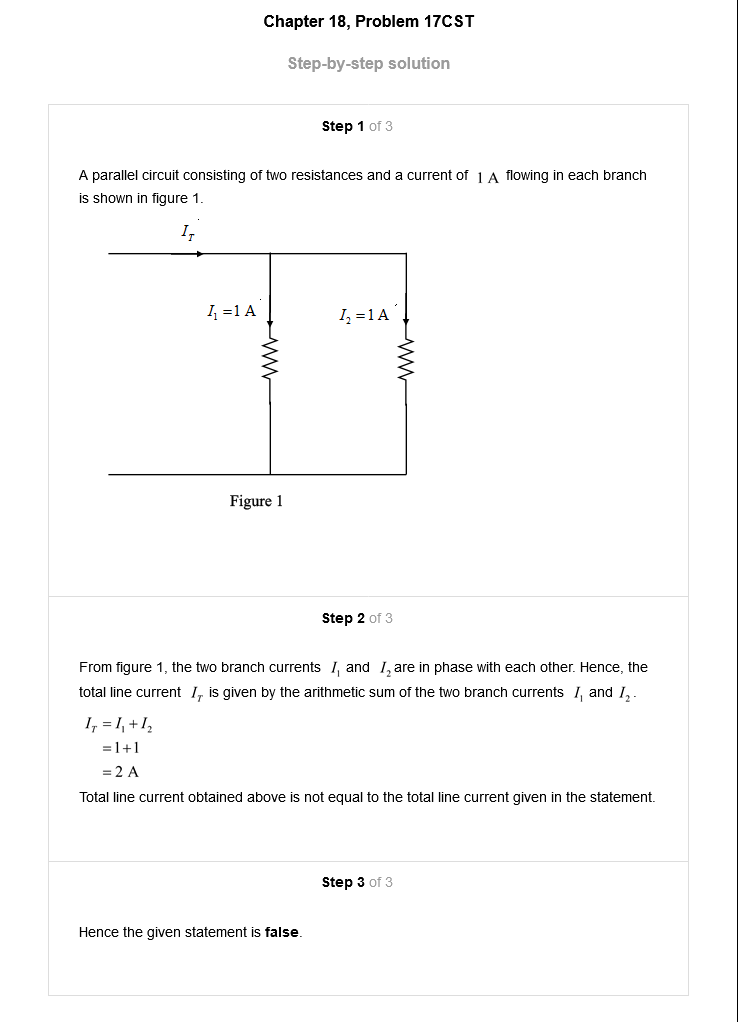 Chapter 18, Problem 17CST
Step-by-step solution
Step 1 of 3
A parallel circuit consisting of two resistances and a current of 1 A flowing in each branch
is shown in figure 1.
I_T
I_1 =1 A
I_2 =1 A
Figure 1
Step 2 of 3
From figure 1, the two branch currents I_1 and I_2 are in phase with each other. Hence, the
total line current I_T is given by the arithmetic sum of the two branch currents I_1 and I_2.
I_T = I_1 + I_2
=1+1
=2 A
Total line current obtained above is not equal to the total line current given in the statement.
Step 3 of 3
Hence the given statement is false.